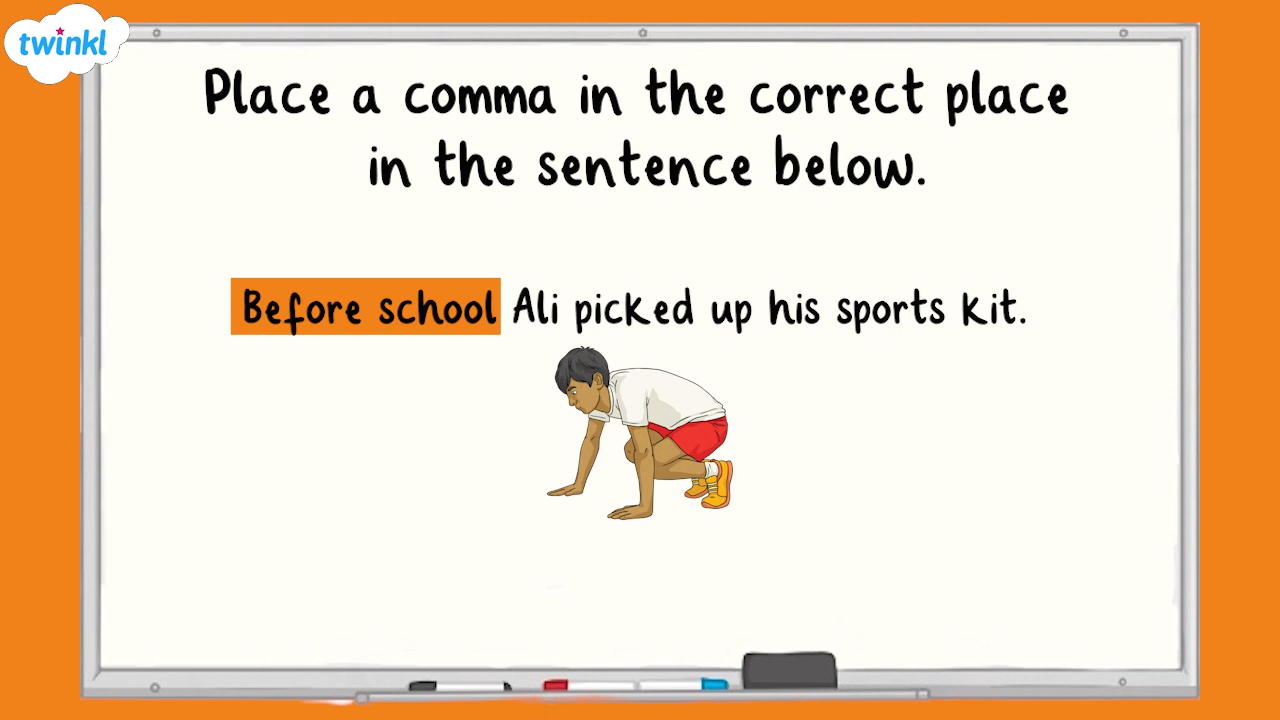 twinkl
Place a comma in the correct place
in the sentence below.
Before school Ali picked up his sports kit.